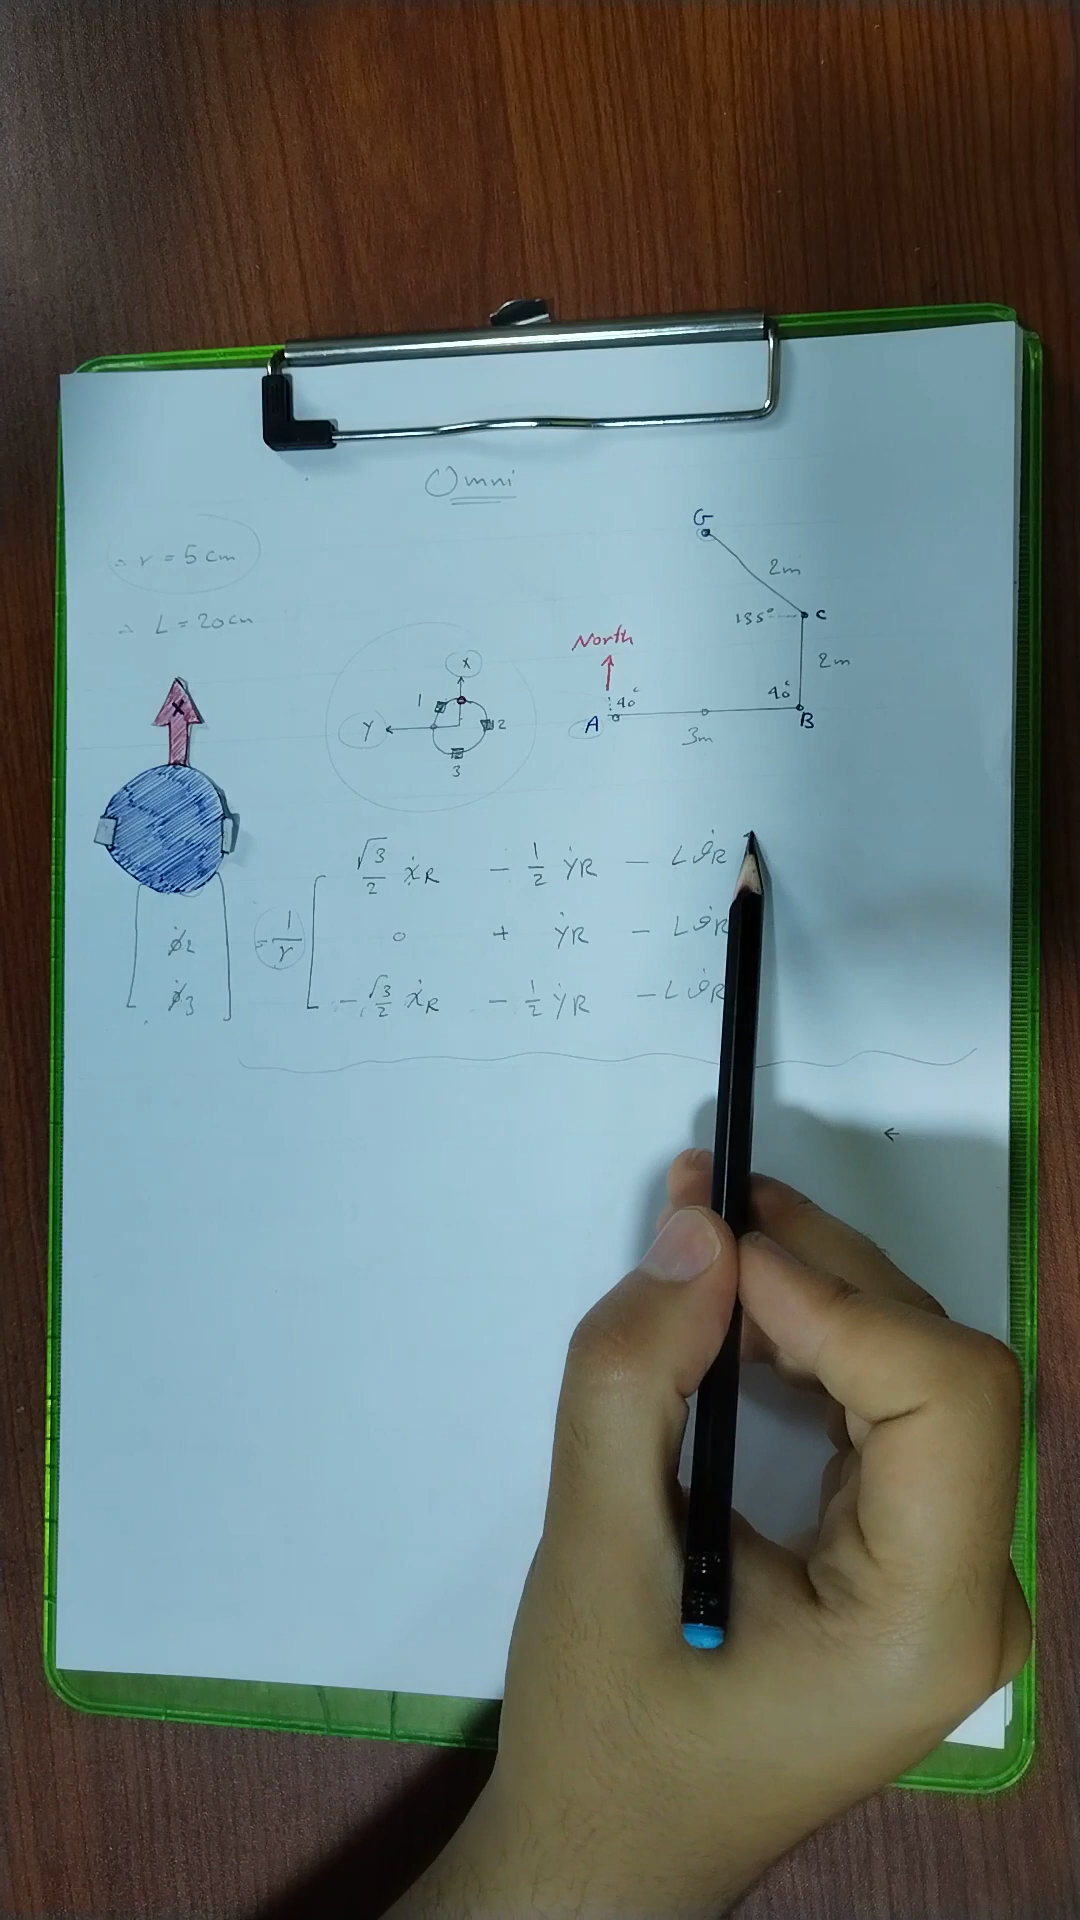 Omni
∴ r = 5 cm
∴ L = 20 cm
X
X
Y
1
2
3
North
G
2m
135°
C
2m
40°
B
40°
A
3m
√3/2 ẊR - 1/2 ẎR - Lθ̇R
φ̇2 = 1/r 0 + ẎR - Lθ̇R
φ̇3 - √3/2 ẊR - 1/2 ẎR - Lθ̇R
←